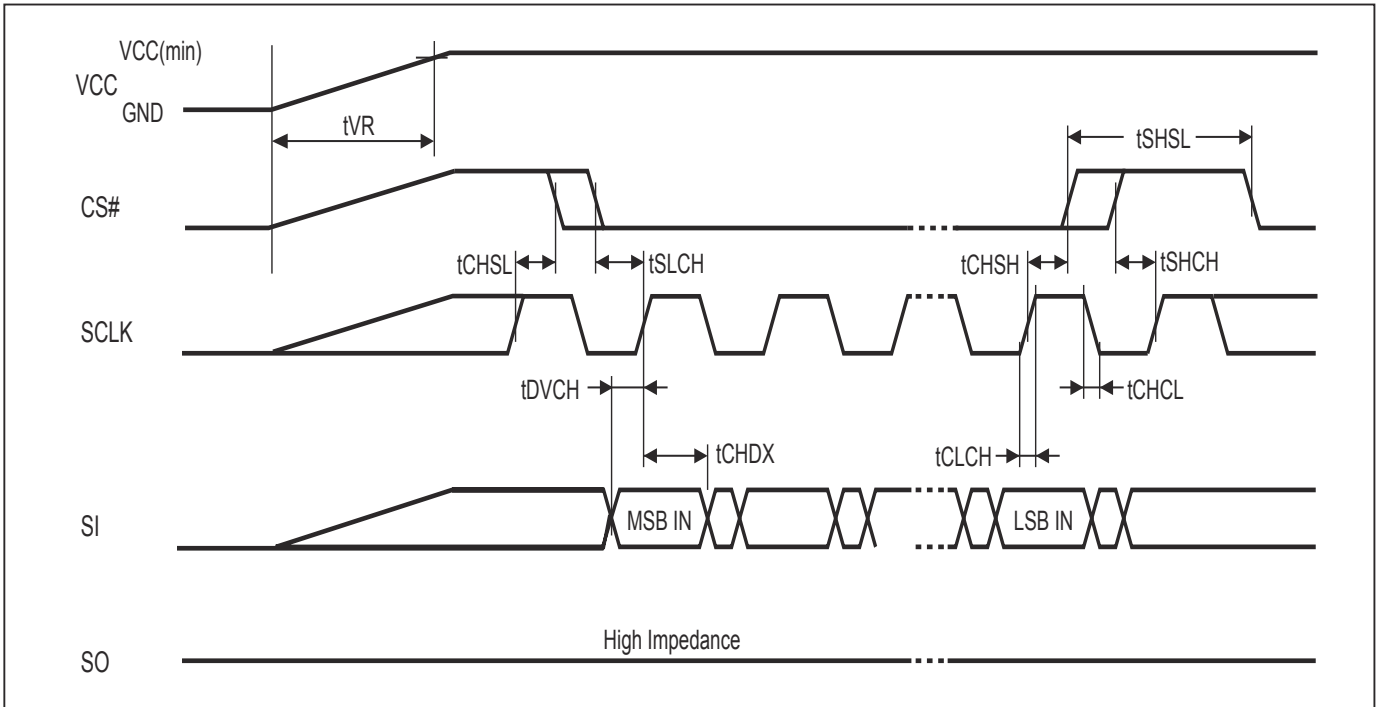 VCC(min)
VCC
GND
tVR
tSHSL
CS#
tCHSL
tSLCH
tCHSH
tSHCH
SCLK
tDVCH
tCHCL
tCHDX
tCLCH
SI
MSB IN
LSB IN
High Impedance
SO